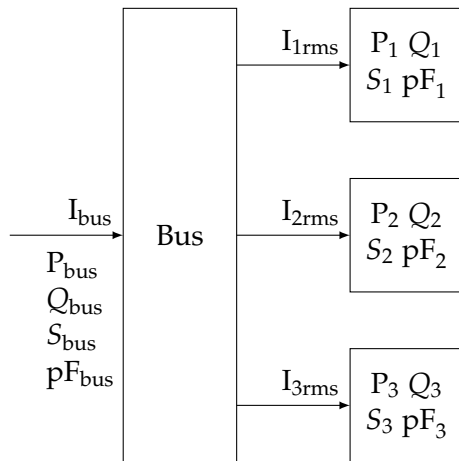 I1rms
P1 Q1
S1 pF1
Ibus
Pbus
Qbus
Sbus
pFbus
Bus
I2rms
P2 Q2
S2 pF2
I3rms
P3 Q3
S3 pF3